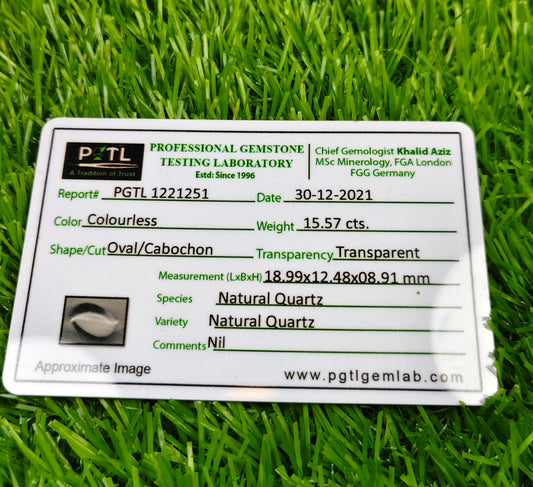 PGTL
A Tradition of Trust
PROFESSIONAL GEMSTONE
TESTING LABORATORY
Estd: Since 1996
Chief Gemologist Khalid Aziz
MSc Minerology, FGA London
FGG Germany
Report# PGTL 1221251 Date 30-12-2021
Color Colourless Weight 15.57 cts.
Shape/Cut Oval/Cabochon Transparency Transparent
Measurement (LxBxH) 18.99x12.48x08.91 mm
Species Natural Quartz
Variety Natural Quartz
Comments Nil
Approximate Image
www.pgtlgemlab.com